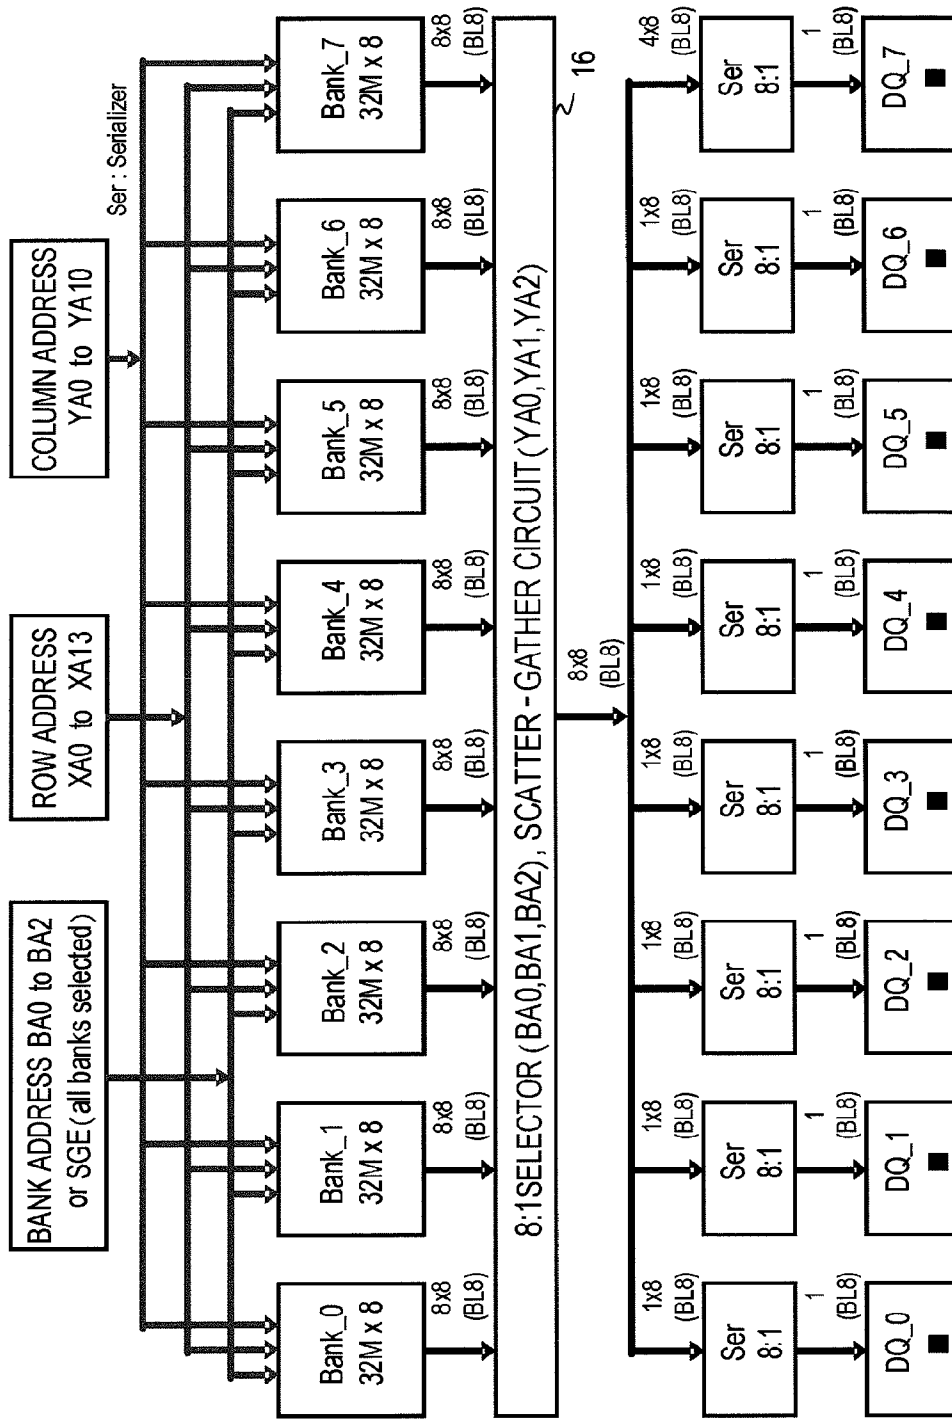 BANK ADDRESS BA0 to BA2
or SGE (all banks selected)
ROW ADDRESS
XA0 to XA13
COLUMN ADDRESS
YA0 to YA10
Ser : Serializer
Bank_0
32M x 8
Bank_1
32M x 8
Bank_2
32M x 8
Bank_3
32M x 8
Bank_4
32M x 8
Bank_5
32M x 8
Bank_6
32M x 8
Bank_7
32M x 8
8x8
(BL8)
8x8
(BL8)
8x8
(BL8)
8x8
(BL8)
8x8
(BL8)
8x8
(BL8)
8x8
(BL8)
8x8
(BL8)
8:1SELECTOR (BA0,BA1,BA2), SCATTER-GATHER CIRCUIT (YA0,YA1,YA2)
16
8x8
(BL8)
1x8
(BL8)
1x8
(BL8)
1x8
(BL8)
1x8
(BL8)
1x8
(BL8)
1x8
(BL8)
1x8
(BL8)
4x8
(BL8)
Ser
8:1
Ser
8:1
Ser
8:1
Ser
8:1
Ser
8:1
Ser
8:1
Ser
8:1
Ser
8:1
1
(BL8)
1
(BL8)
1
(BL8)
1
(BL8)
1
(BL8)
1
(BL8)
1
(BL8)
1
(BL8)
DQ_0
DQ_1
DQ_2
DQ_3
DQ_4
DQ_5
DQ_6
DQ_7